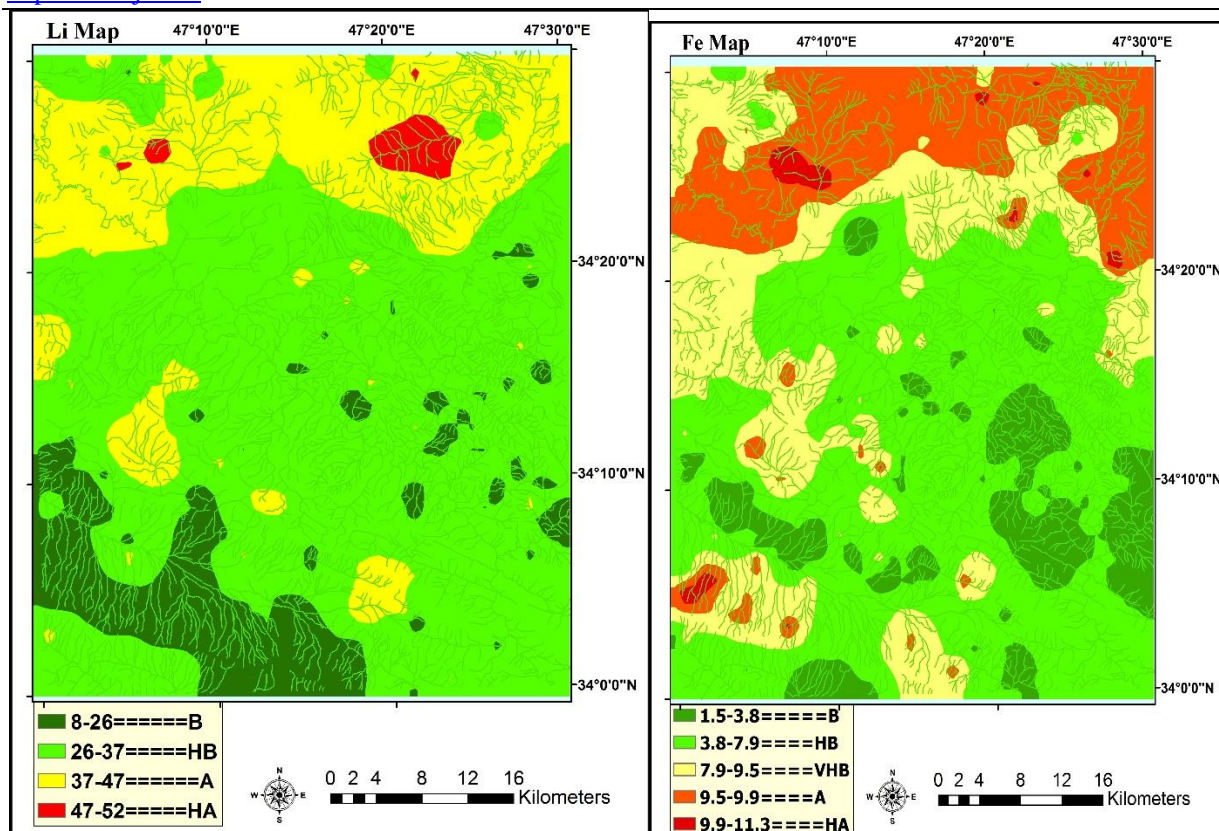 Li Map
47°10'0"E 47°20'0"E 47°30'0"E
34°20'0"N
34°10'0"N
34°0'0"N
8-26======B
26-37=====HB
37-47=====A
47-52====HA
N
W E
S
0 2 4 8 12 16
Kilometers
Fe Map
47°10'0"E 47°20'0"E 47°30'0"E
34°20'0"N
34°10'0"N
34°0'0"N
1.5-3.8=====B
3.8-7.9====HB
7.9-9.5====VHB
9.5-9.9====A
9.9-11.3====HA
N
W E
S
0 2 4 8 12 16
Kilometers